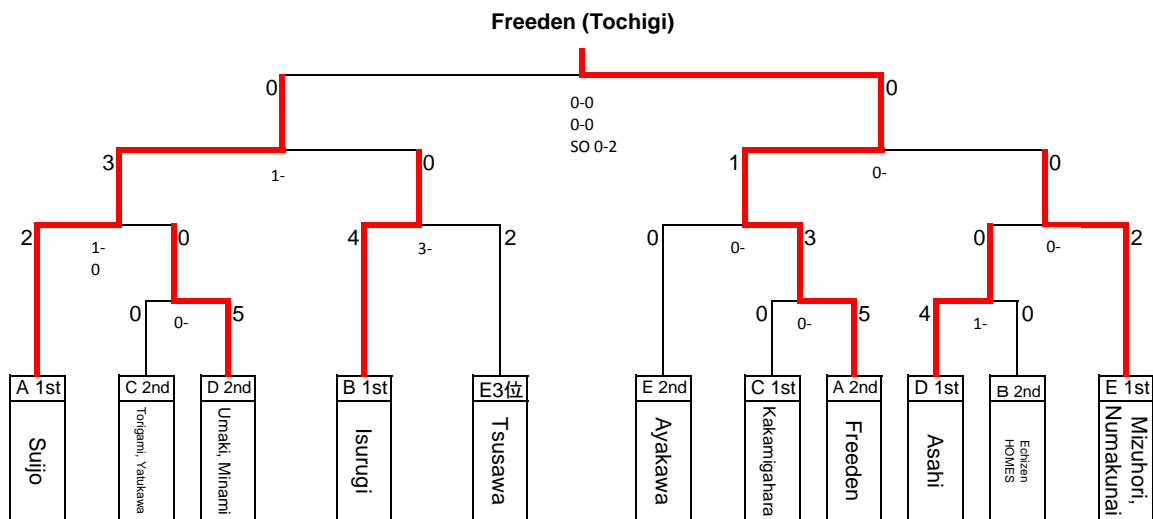 Freeden (Tochigi)
0
0
0-0
0-0
SO 0-2
3
0
1
0
1-
0-
2
0
4
2
0
3
0
2
1-
0
3-
0-
0-
0
5
0
5
4
0
0-
0-
1-
A 1st
C 2nd
D 2nd
B 1st
E3位
E 2nd
C 1st
A 2nd
D 1st
B 2nd
E 1st
Suijo
Torigami, Yatukawa
Umaki, Minami
Isurugi
Tsusawa
Ayakawa
Kakamigahara
Freeden
Asahi
Echizen
HOMES
Mizuhori,
Numakunai